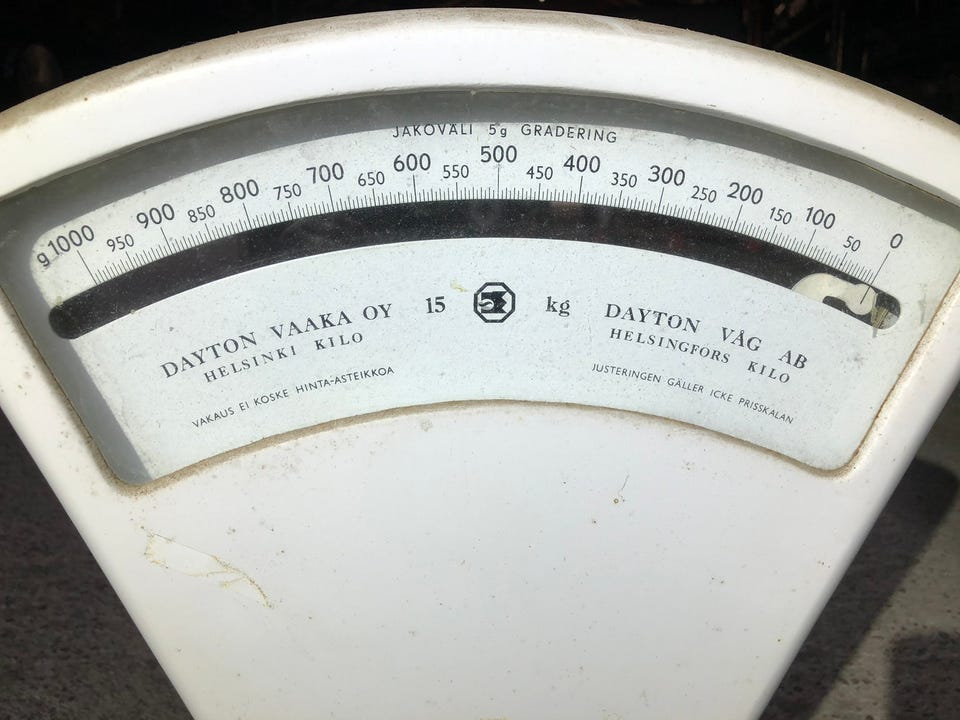 JAKOVÄLI 5g GRADERING
g 1000 950 900 850 800 750 700 650 600 550 500 450 400 350 300 250 200 150 100 50 0
DAYTON VAAKA OY
HELSINKI KILO
VAKAUS EI KOSKE HINTA-ASTEIKKOA
15 kg
DAYTON VÅG AB
HELSINGFORS KILO
JUSTERINGEN GÄLLER ICKE PRISSKALAN